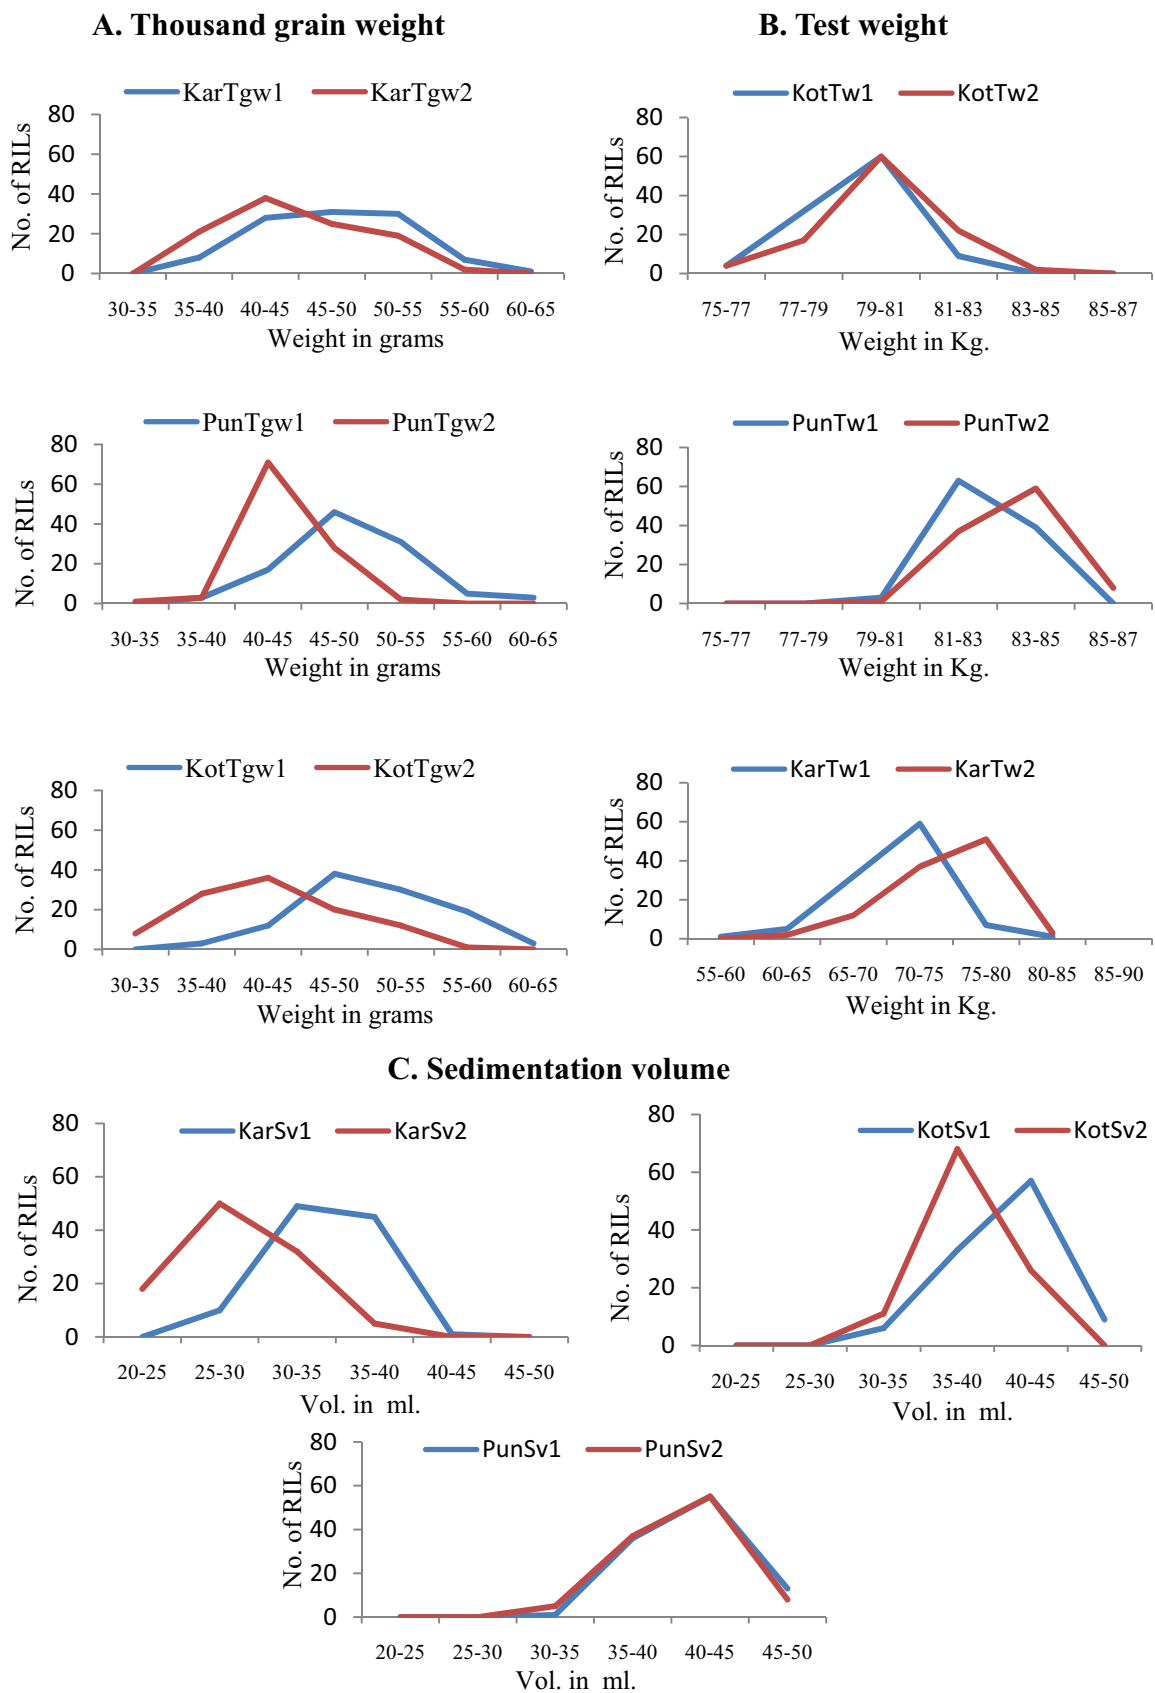 A. Thousand grain weight
B. Test weight
KarTgw1 KarTgw2
No. of RILs
80
60
40
20
0
30-35 35-40 40-45 45-50 50-55 55-60 60-65
Weight in grams
KotTw1 KotTw2
No. of RILs
80
60
40
20
0
75-77 77-79 79-81 81-83 83-85 85-87
Weight in Kg.
PunTgw1 PunTgw2
No. of RILs
80
60
40
20
0
30-35 35-40 40-45 45-50 50-55 55-60 60-65
Weight in grams
PunTw1 PunTw2
No. of RILs
80
60
40
20
0
75-77 77-79 79-81 81-83 83-85 85-87
Weight in Kg.
KotTgw1 KotTgw2
No. of RILs
80
60
40
20
0
30-35 35-40 40-45 45-50 50-55 55-60 60-65
Weight in grams
KarTw1 KarTw2
No. of RILs
80
60
40
20
0
55-60 60-65 65-70 70-75 75-80 80-85 85-90
Weight in Kg.
C. Sedimentation volume
KarSv1 KarSv2
No. of RILs
80
60
40
20
0
20-25 25-30 30-35 35-40 40-45 45-50
Vol. in ml.
KotSv1 KotSv2
No. of RILs
80
60
40
20
0
20-25 25-30 30-35 35-40 40-45 45-50
Vol. in ml.
PunSv1 PunSv2
No. of RILs
80
60
40
20
0
20-25 25-30 30-35 35-40 40-45 45-50
Vol. in ml.